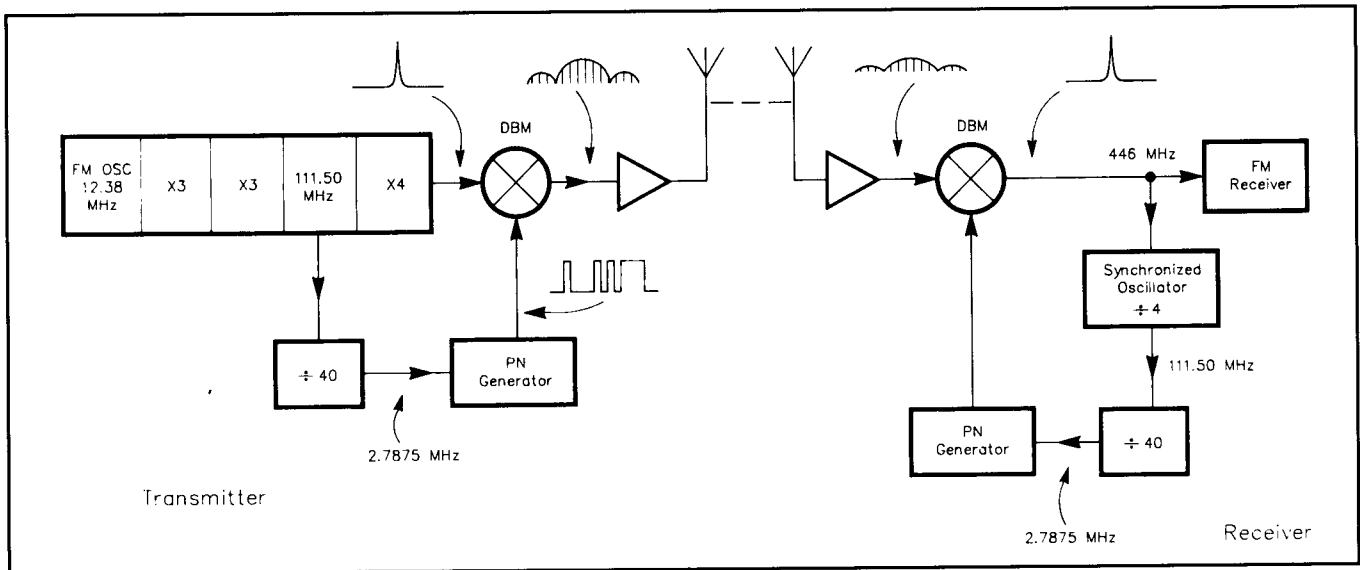 DBM
DBM
446 MHz
FM OSC
12.38
MHz
X3
X3
111.50
MHz
X4
FM
Receiver
Synchronized
Oscillator
÷ 4
111.50 MHz
÷ 40
PN
Generator
2.7875 MHz
PN
Generator
÷ 40
2.7875 MHz
Transmitter
Receiver